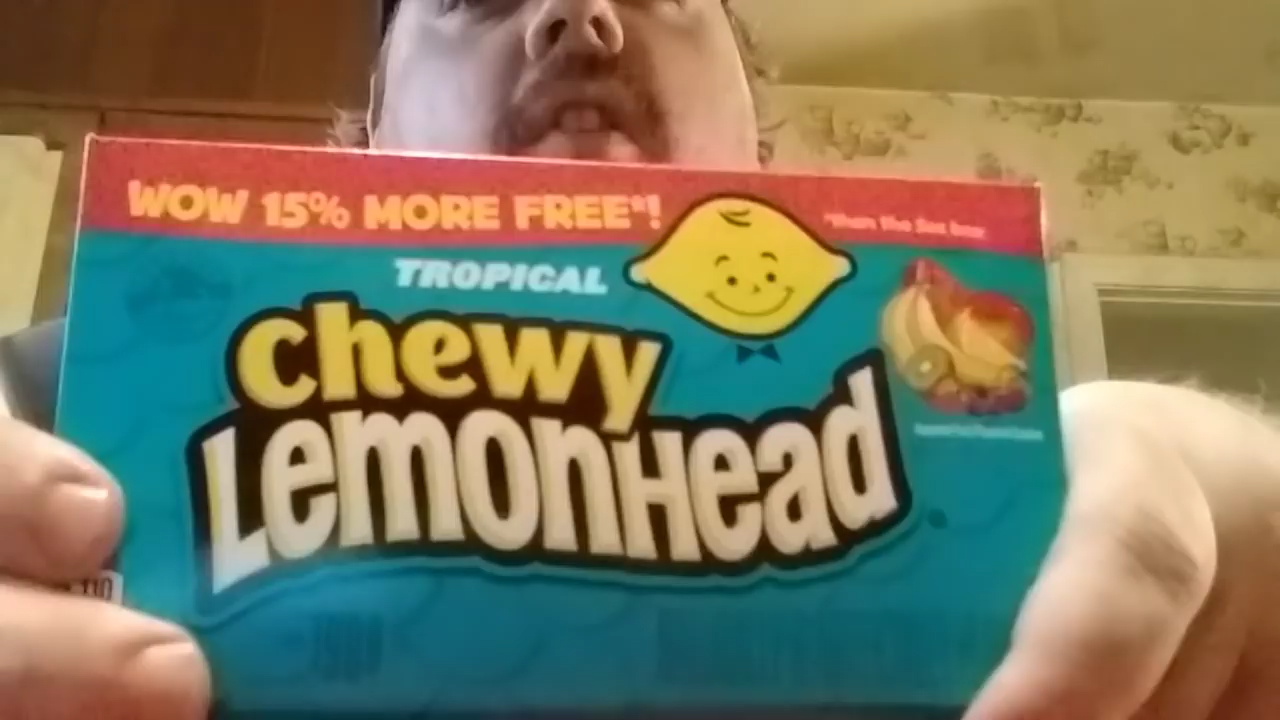 WOW 15% MORE FREE*!
*than the 5oz box
TROPICAL
chewy
LemonHead